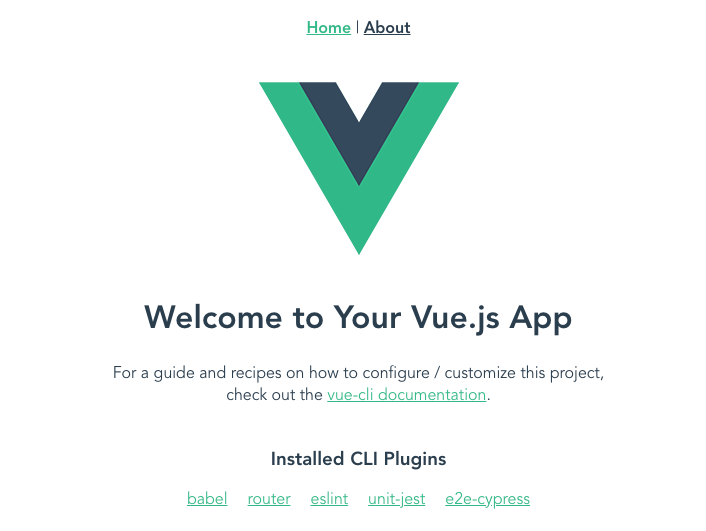 Home | About
Welcome to Your Vue.js App
For a guide and recipes on how to configure / customize this project,
check out the vue-cli documentation.
Installed CLI Plugins
babel router eslint unit-jest e2e-cypress